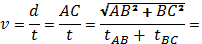 v = d/t = AC/t = √AB² + BC² / t_AB + t_BC =